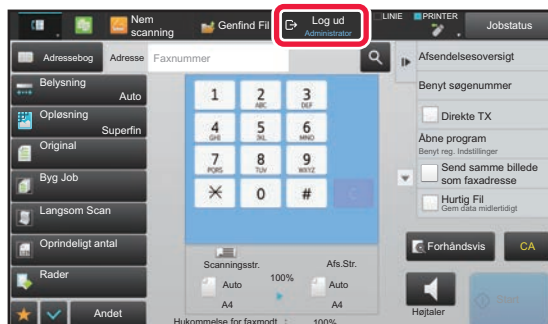 Nem
scanning
Genfind Fil
Log ud
Administrator
LINIE
PRINTER
Jobstatus
Adressebog
Adresse
Faxnummer
Afsendelsesoversigt
Belysning
Auto
Benyt søgenummer
Opløsning
Superfin
Direkte TX
Original
Åbne program
Benyt reg. Indstillinger
Byg Job
Send samme billede
som faxadresse
Langsom Scan
Hurtig Fil
Gem data midlertidigt
Oprindeligt antal
Rader
Andet
1
2
ABC
3
DEF
4
GHI
5
JKL
6
MNO
7
PQRS
8
TUV
9
WXYZ
0
#
C
Scanningsstr.
Afs.Str.
100%
Auto
Auto
A4
A4
Hukommelse for faxmodt. :
100%
Forhåndsvis
CA
Højtaler
Start